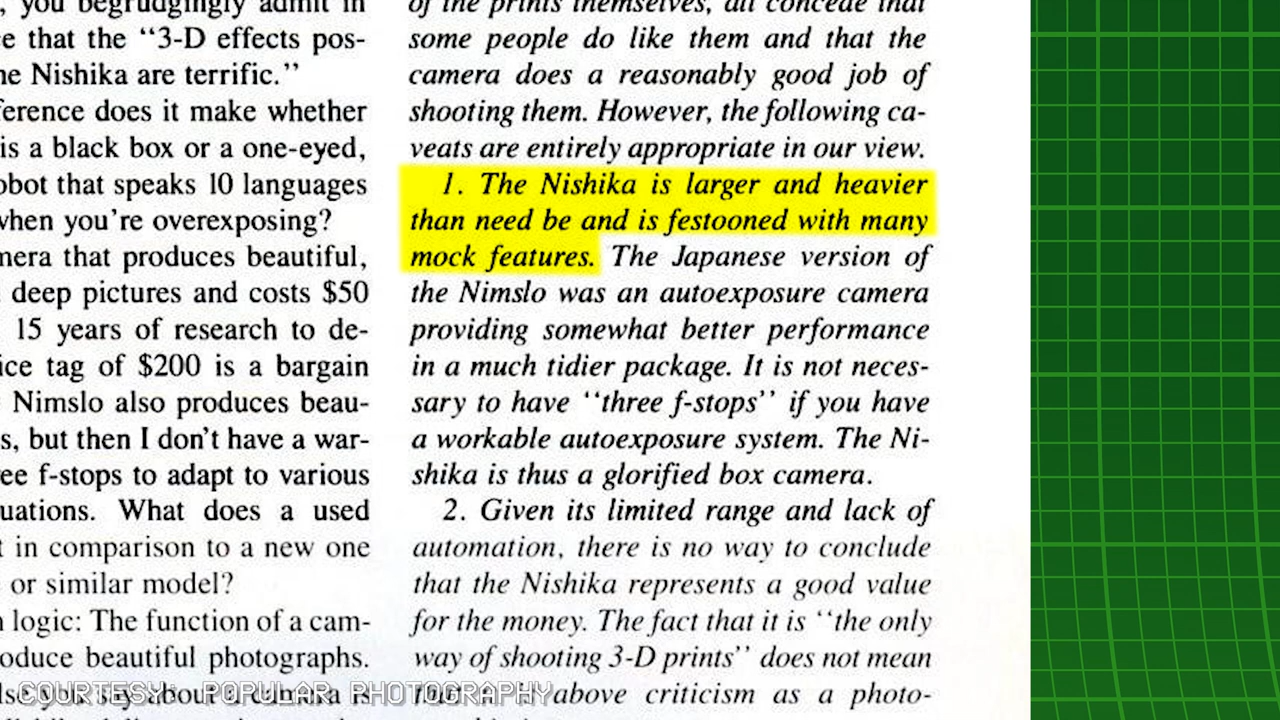 , you begrudgingly admit in
e that the “3-D effects pos-
ne Nishika are terrific.”
ference does it make whether
is a black box or a one-eyed,
obot that speaks 10 languages
when you’re overexposing?
mera that produces beautiful,
deep pictures and costs $50
15 years of research to de-
ice tag of $200 is a bargain
Nimslo also produces beau-
s, but then I don’t have a war-
ee f-stops to adapt to various
uations. What does a used
t in comparison to a new one
or similar model?
n logic: The function of a cam-
oduce beautiful photographs.
of the prints themselves, all concede that
some people do like them and that the
camera does a reasonably good job of
shooting them. However, the following ca-
veats are entirely appropriate in our view.
1. The Nishika is larger and heavier
than need be and is festooned with many
mock features. The Japanese version of
the Nimslo was an autoexposure camera
providing somewhat better performance
in a much tidier package. It is not neces-
sary to have “three f-stops” if you have
a workable autoexposure system. The Ni-
shika is thus a glorified box camera.
2. Given its limited range and lack of
automation, there is no way to conclude
that the Nishika represents a good value
for the money. The fact that it is “the only
way of shooting 3-D prints” does not mean
above criticism as a photo-
COURTESY: POPULAR PHOTOGRAPHY